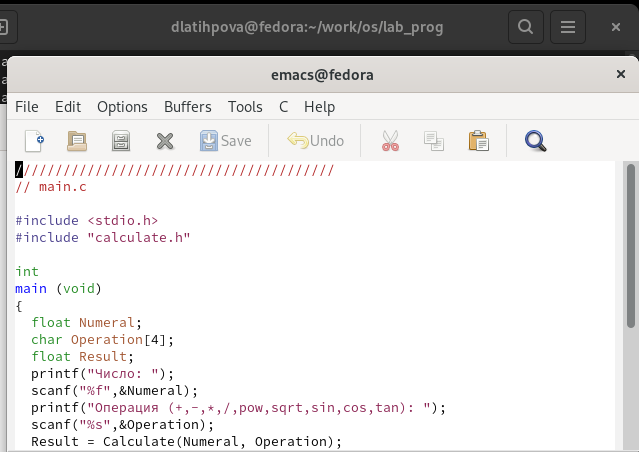 dlatihpova@fedora:~/work/os/lab_prog
emacs@fedora
File Edit Options Buffers Tools C Help
Save Undo
////////////////////////////////////////
// main.c
#include <stdio.h>
#include "calculate.h"
int
main (void)
{
float Numeral;
char Operation[4];
float Result;
printf("Число: ");
scanf("%f",&Numeral);
printf("Операция (+,-,*,/,pow,sqrt,sin,cos,tan): ");
scanf("%s",&Operation);
Result = Calculate(Numeral, Operation);